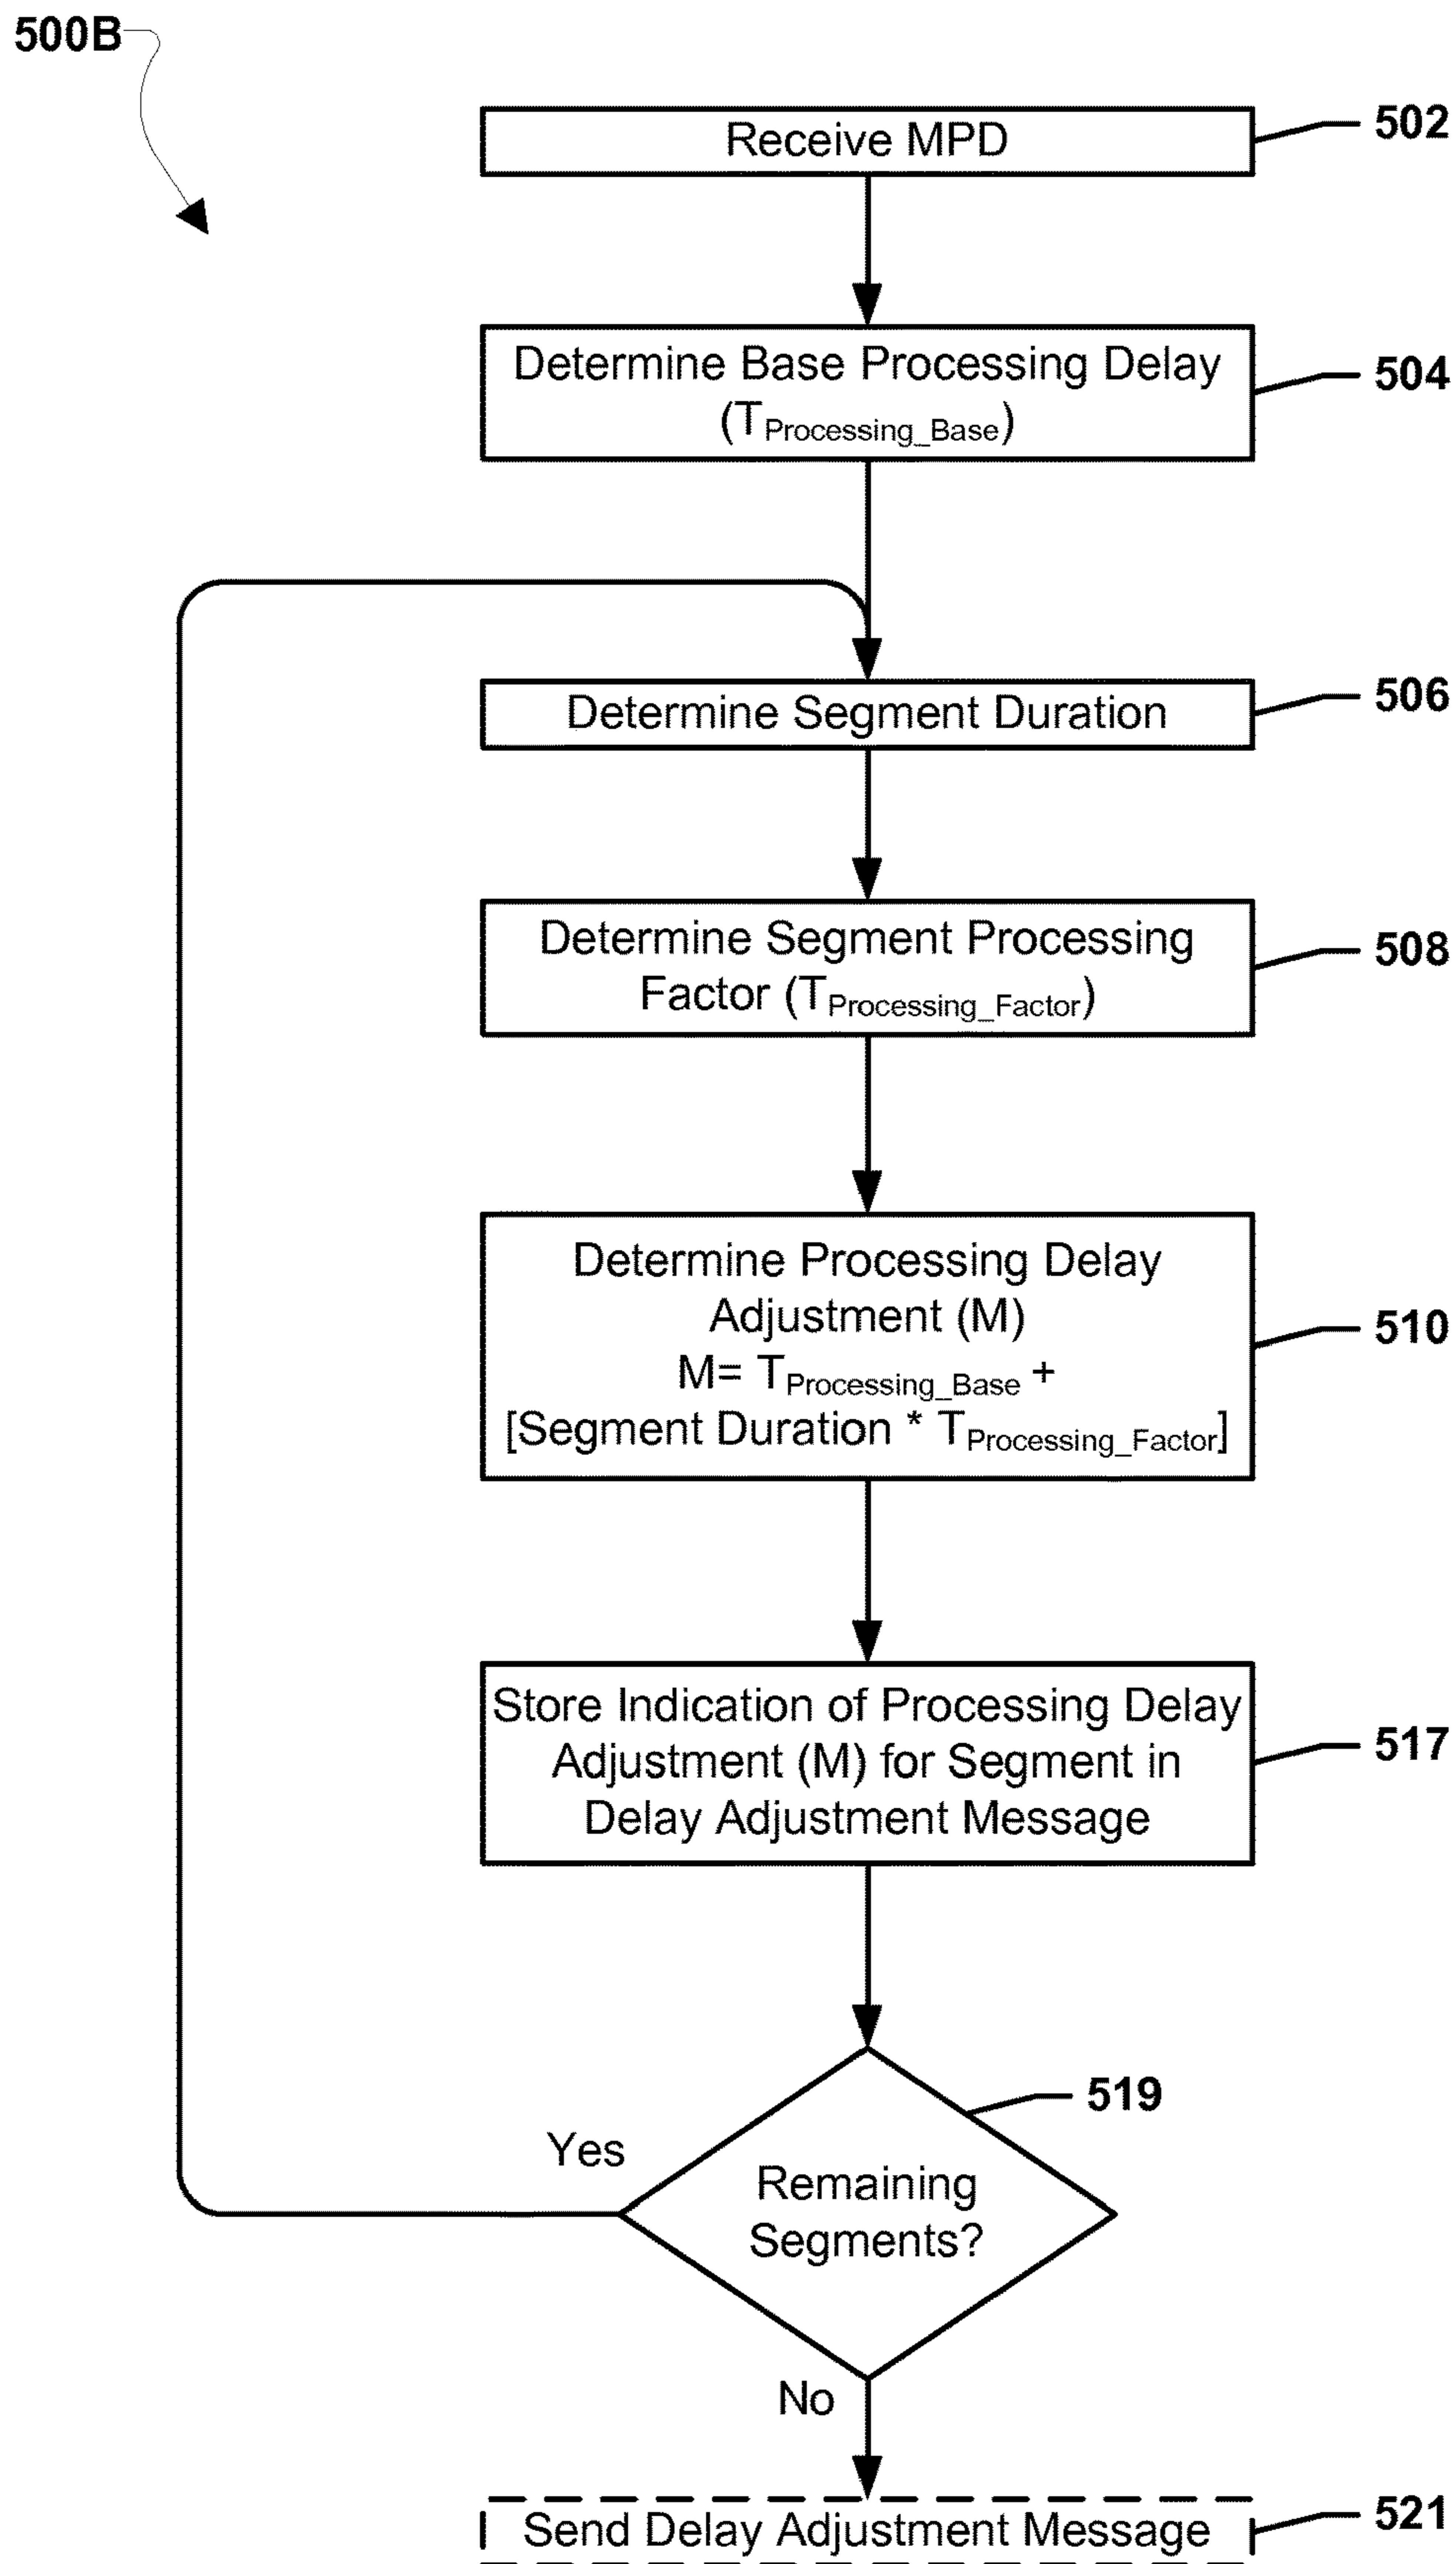 500B
Receive MPD
502
Determine Base Processing Delay
(TProcessing_Base)
504
Determine Segment Duration
506
Determine Segment Processing
Factor (TProcessing_Factor)
508
Determine Processing Delay
Adjustment (M)
M= TProcessing_Base +
[Segment Duration * TProcessing_Factor]
510
Store Indication of Processing Delay
Adjustment (M) for Segment in
Delay Adjustment Message
517
519
Yes
Remaining
Segments?
No
Send Delay Adjustment Message
521